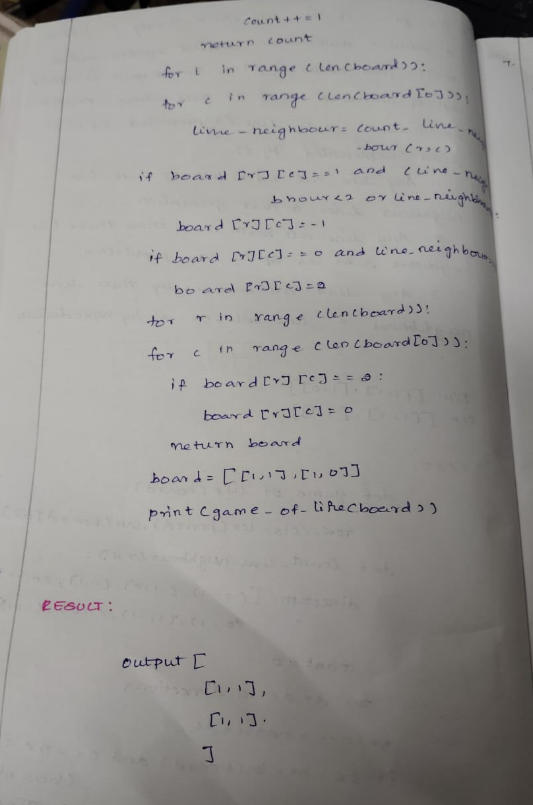 count++=1
return count
for i in range (len(board)):
for c in range (len(board[0])):
live-neighbour= count- live-nei
-bour (r,c)
if board [r][c]==1 and (live-neig
bhour<2 or live-neighbour
board [r][c]=-1
if board [r][c]==0 and live-neighbour
board [r][c]=2
for r in range (len(board)):
for c in range (len(board[0])):
if board[r][c]==2:
board [r][c]=0
return board
board= [[1,1],[1,0]]
print (game-of-life(board))
RESULT:
output [
[1,1],
[1,1].
]
7.